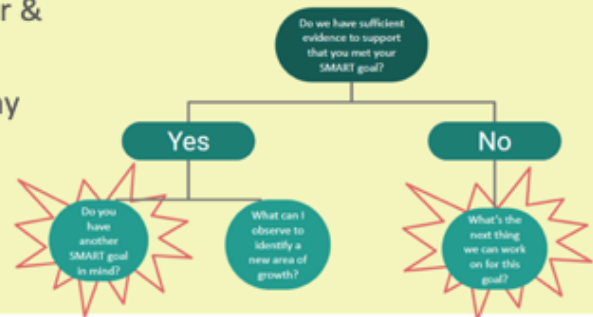 r &
ny
Do we have sufficient
evidence to support
that you met your
SMART goal?
Yes
No
Do you
have
another
SMART goal
in mind?
What can I
observe to
identify a
new area of
growth?
What's the
next thing
we can work
on for this
goal?